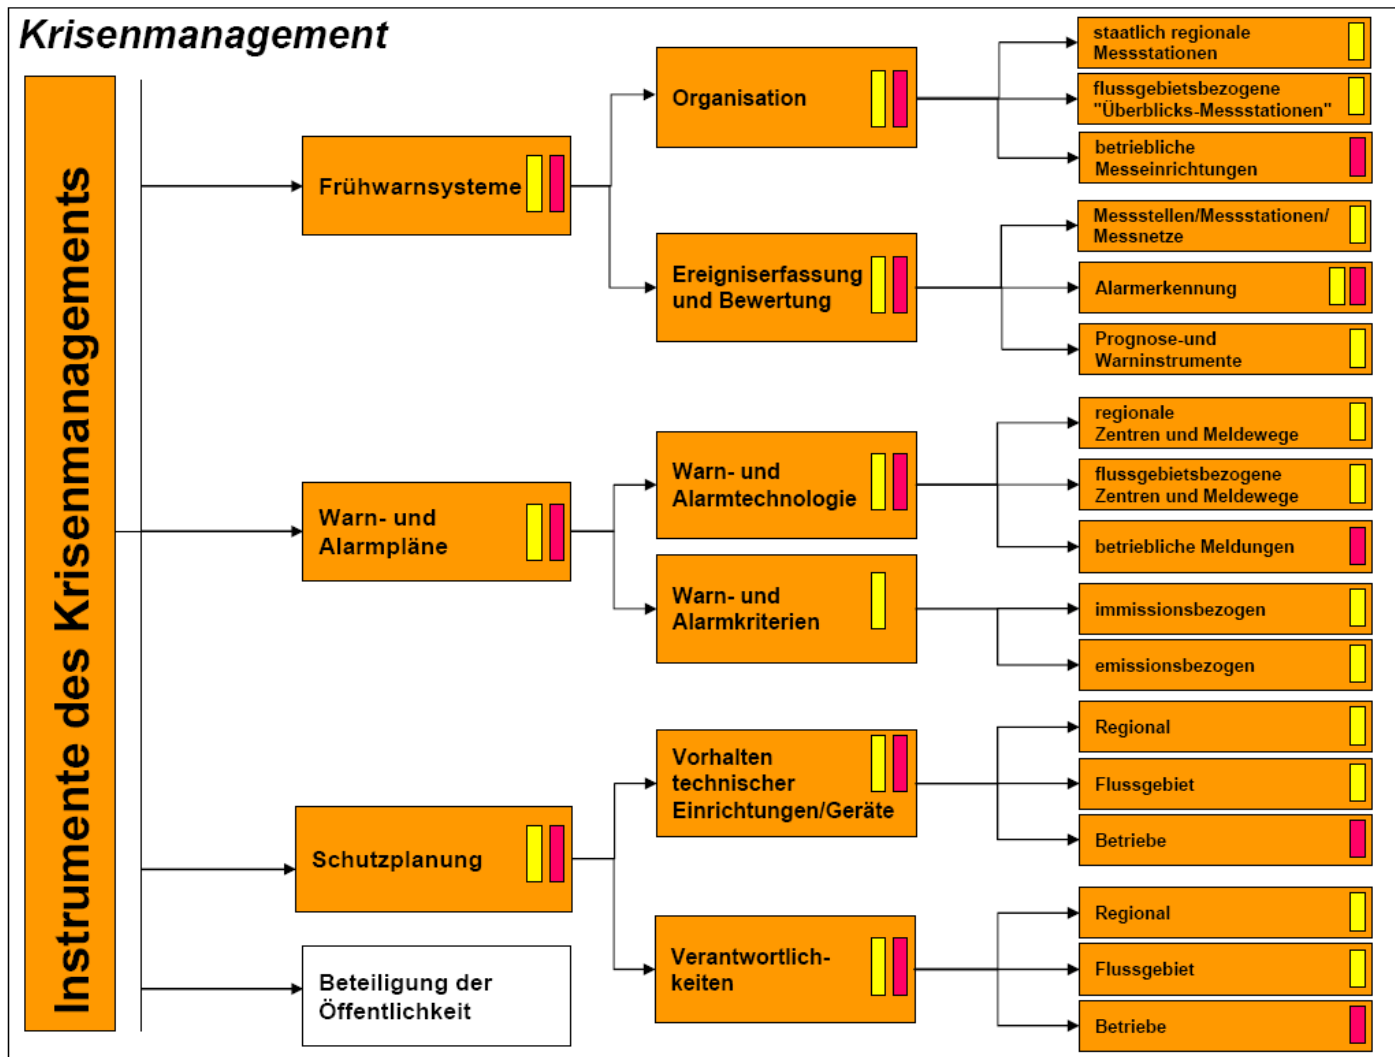 Krisenmanagement
Instrumente des Krisenmanagements
Frühwarnsysteme
Organisation
staatlich regionale
Messstationen
flussgebietsbezogene
"Überblicks-Messstationen"
betriebliche
Messeinrichtungen
Ereigniserfassung
und Bewertung
Messstellen/Messstationen/
Messnetze
Alarmerkennung
Prognose-und
Warninstrumente
Warn- und
Alarmpläne
Warn- und
Alarmtechnologie
regionale
Zentren und Meldewege
flussgebietsbezogene
Zentren und Meldewege
betriebliche Meldungen
Warn- und
Alarmkriterien
immissionsbezogen
emissionsbezogen
Schutzplanung
Vorhalten
technischer
Einrichtungen/Geräte
Regional
Flussgebiet
Betriebe
Verantwortlich-
keiten
Regional
Flussgebiet
Betriebe
Beteiligung der
Öffentlichkeit